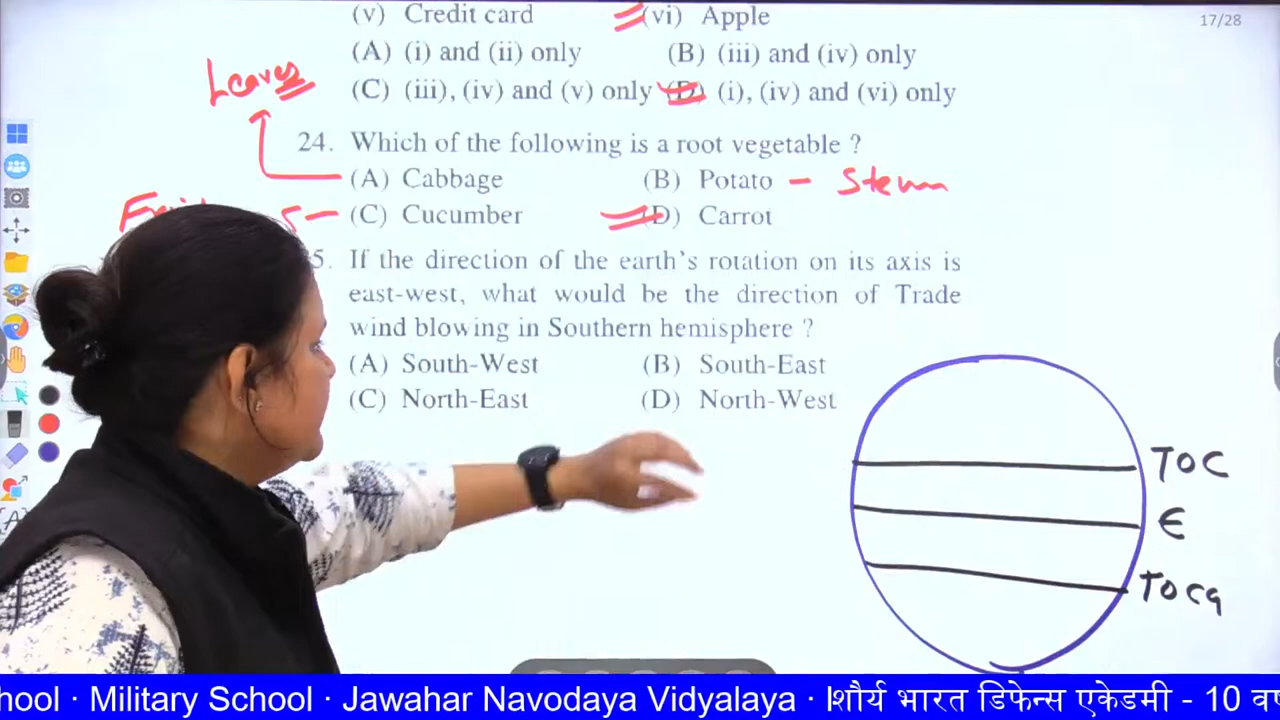 (v) Credit card (vi) Apple
17/28
(A) (i) and (ii) only (B) (iii) and (iv) only
Leaves
(C) (iii), (iv) and (v) only (D) (i), (iv) and (vi) only
24. Which of the following is a root vegetable ?
(A) Cabbage (B) Potato – Stem
(C) Cucumber (D) Carrot
5. If the direction of the earth's rotation on its axis is
east-west, what would be the direction of Trade
wind blowing in Southern hemisphere ?
(A) South-West (B) South-East
(C) North-East (D) North-West
TOC
E
TOCa
hool · Military School · Jawahar Navodaya Vidyalaya · शौर्य भारत डिफेन्स एकेडमी - 10 वा